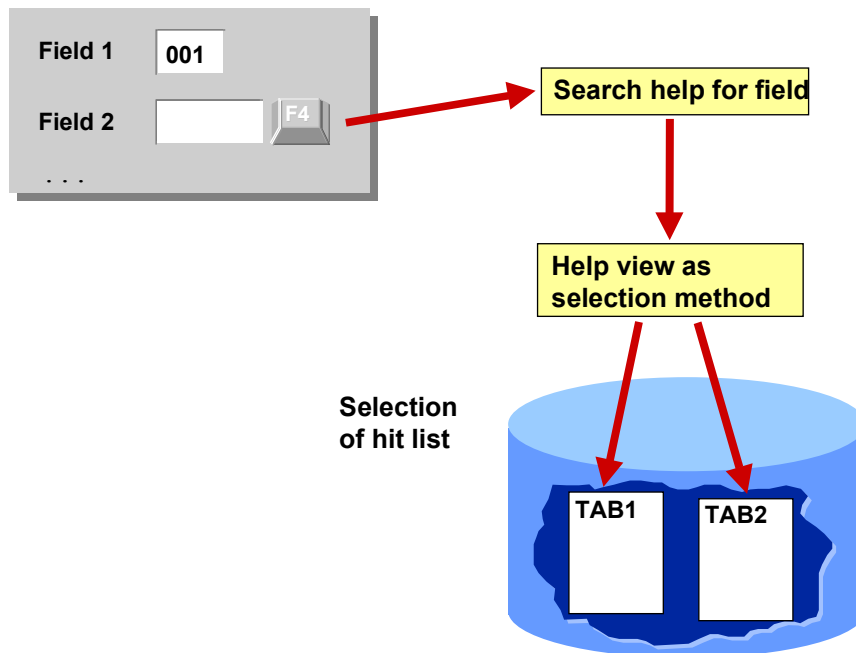 Field 1
001
Field 2
F4
. . .
Search help for field
Help view as
selection method
Selection
of hit list
TAB1
TAB2